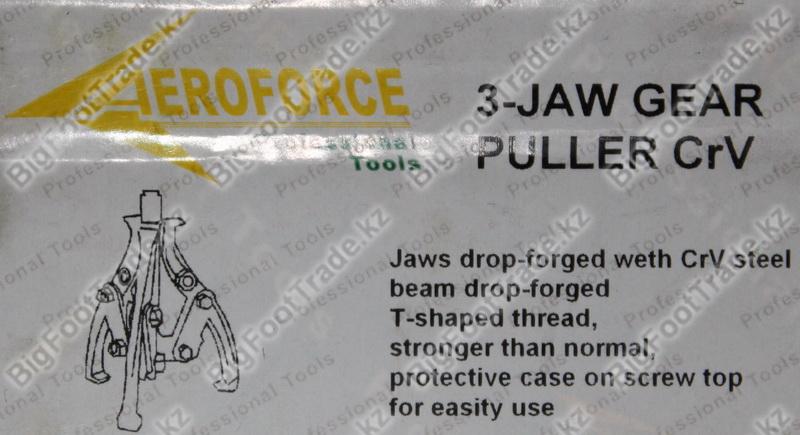 AEROFORCE
Professional
Tools
3-JAW GEAR
PULLER CrV
Jaws drop-forged weth CrV steel
beam drop-forged
T-shaped thread,
stronger than normal,
protective case on screw top
for easity use
BigFootTrade.kz
Professional Tools